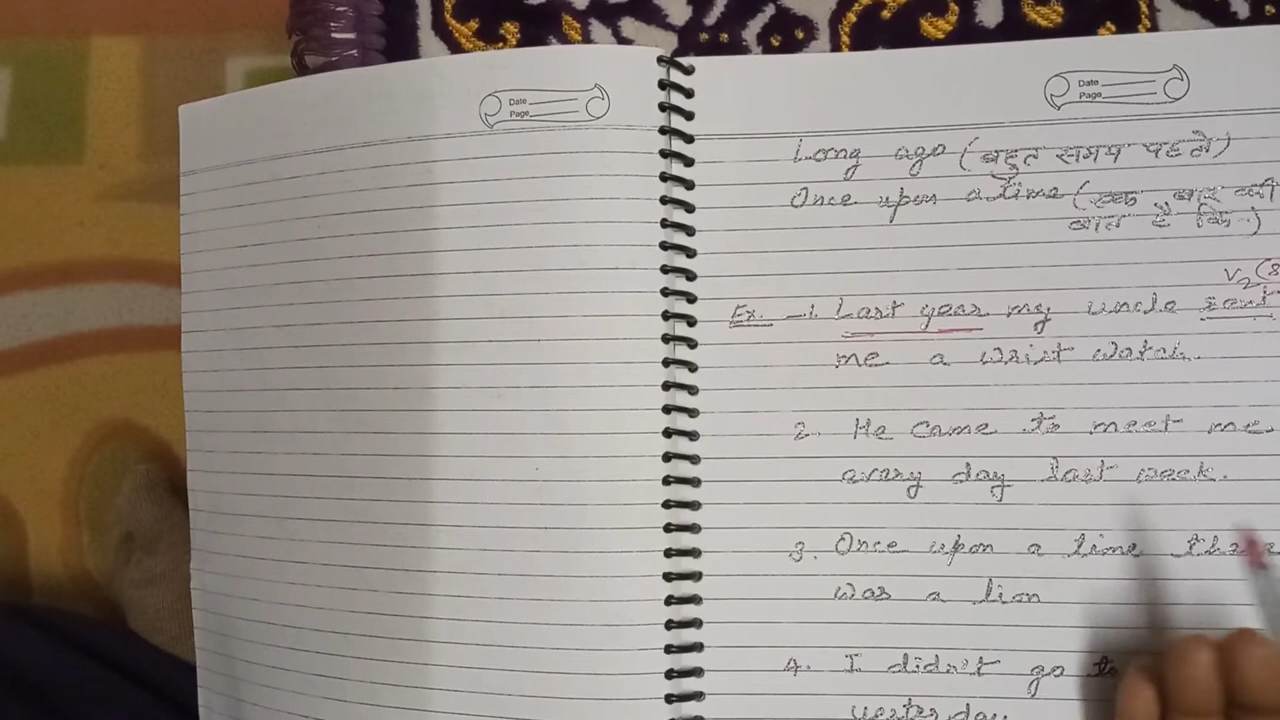 Date
Page
Date
Page
Long ago (बहुत समय पहले)
Once upon a time (एक बार की
बात है कि)
V2
Ex. -1. Last year my uncle sent
me a wrist watch.
2. He came to meet me
every day last week.
3. Once upon a time
was a lion
4. I didn't go to
yesterday